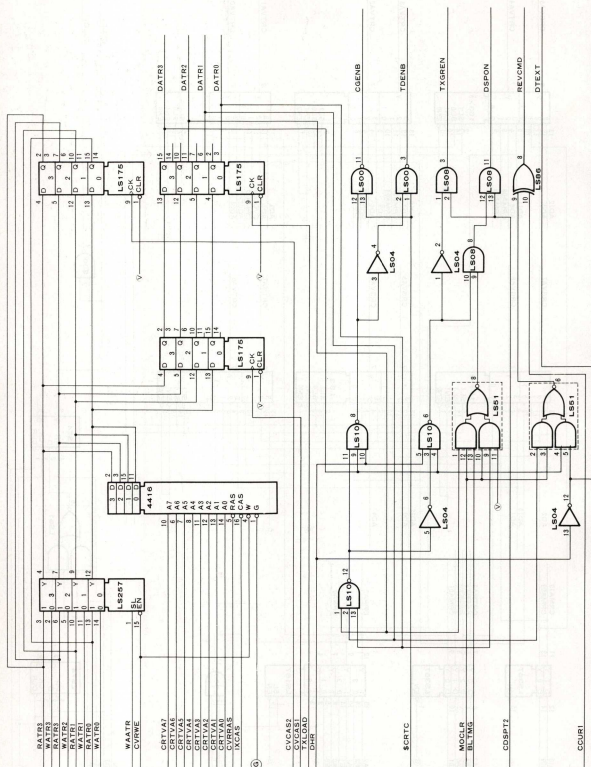 RATR3
WATR3
RATR3
WATR2
RATR1
WATR1
RATR0
WATR0
WAATR
CVRWE
CRTVA7
CRTVA6
CRTVA5
CRTVA4
CRTVA3
CRTVA2
CRTVA1
CRTVA0
CVRRAS
IXCAS
G
CVCAS2
CVCAS1
TXLOAD
DHR
$CRTC
MOCLR
BLTMG
CDSPT2
CCUR1
LS257
SL
EN
4416
A7
A6
A5
A4
A3
A2
A1
A0
RAS
CAS
W
G
LS175
CK
CLR
LS175
CK
CLR
LS175
CK
CLR
DATR3
DATR2
DATR1
DATR0
LS10
LS10
LS10
LS04
LS04
LS04
LS04
LS51
LS51
LS00
LS00
LS08
LS08
LS08
LS86
CGENB
TDENB
TXGREN
DSPON
REVCMD
DTEXT